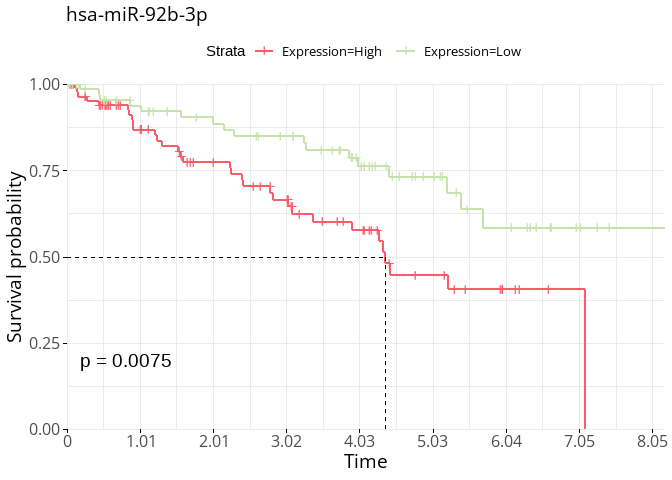 hsa-miR-92b-3p
Strata Expression=High Expression=Low
Survival probability
1.00
0.75
0.50
0.25
0.00
p = 0.0075
0 1.01 2.01 3.02 4.03 5.03 6.04 7.05 8.05
Time